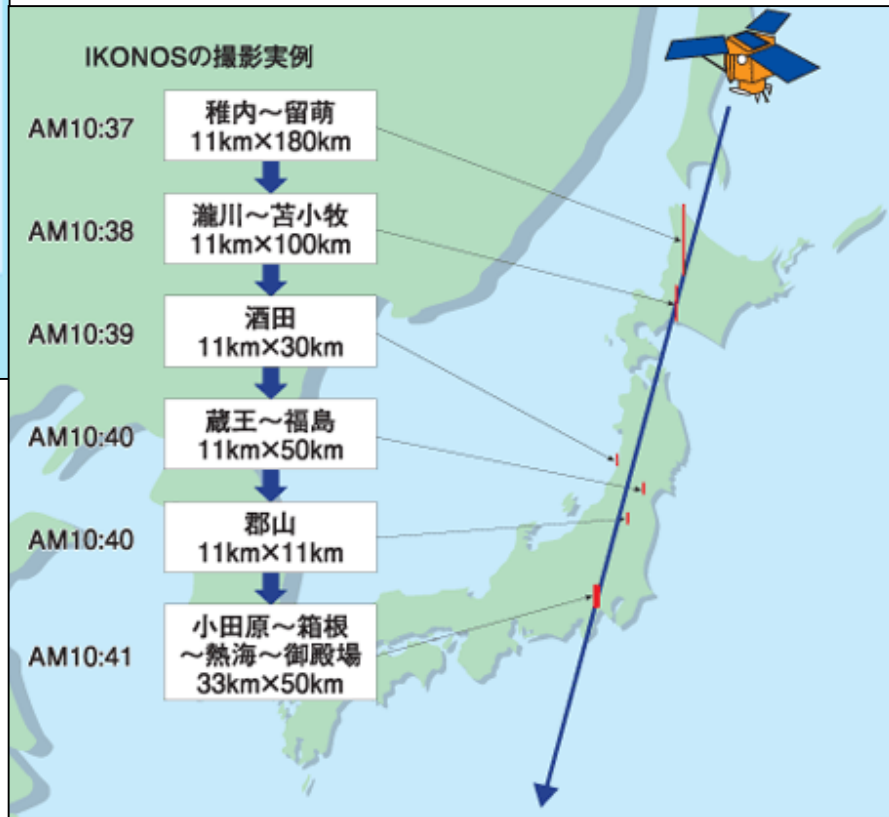 IKONOSの撮影実例
AM10:37
稚内～留萌
11km×180km
AM10:38
瀧川～苫小牧
11km×100km
AM10:39
酒田
11km×30km
AM10:40
蔵王～福島
11km×50km
AM10:40
郡山
11km×11km
AM10:41
小田原～箱根
～熱海～御殿場
33km×50km